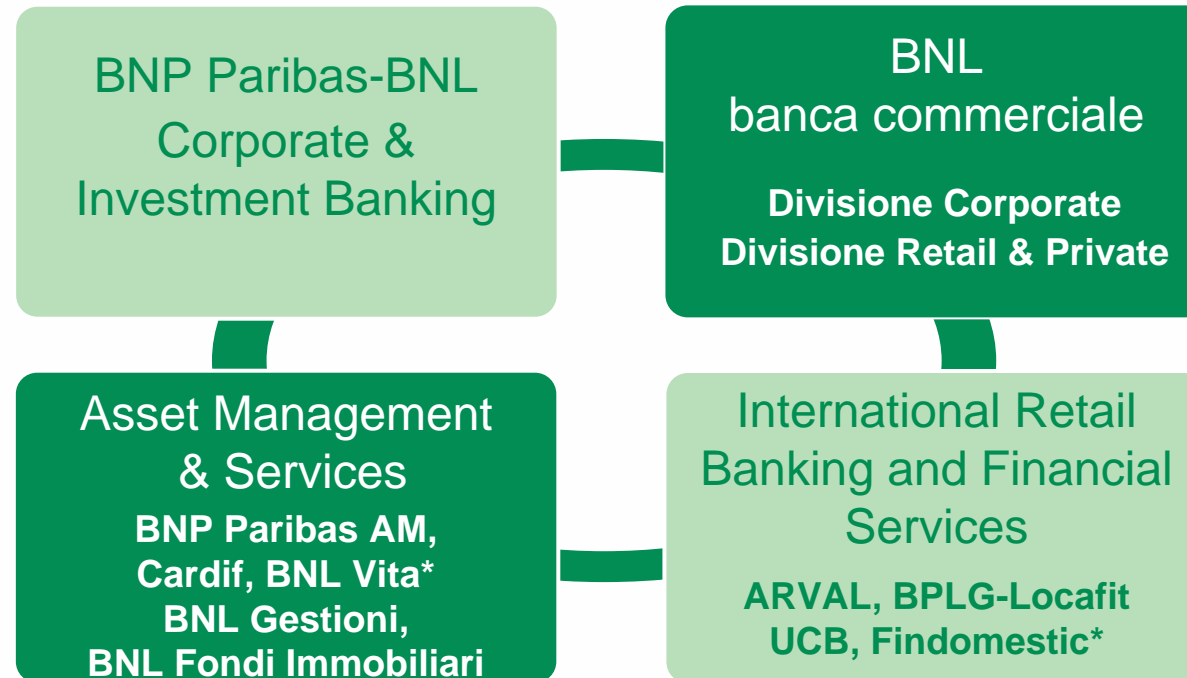 BNP Paribas-BNL
Corporate &
Investment Banking
BNL
banca commerciale
Divisione Corporate
Divisione Retail & Private
Asset Management
& Services
BNP Paribas AM,
Cardif, BNL Vita*
BNL Gestioni,
BNL Fondi Immobiliari
International Retail
Banking and Financial
Services
ARVAL, BPLG-Locafit
UCB, Findomestic*